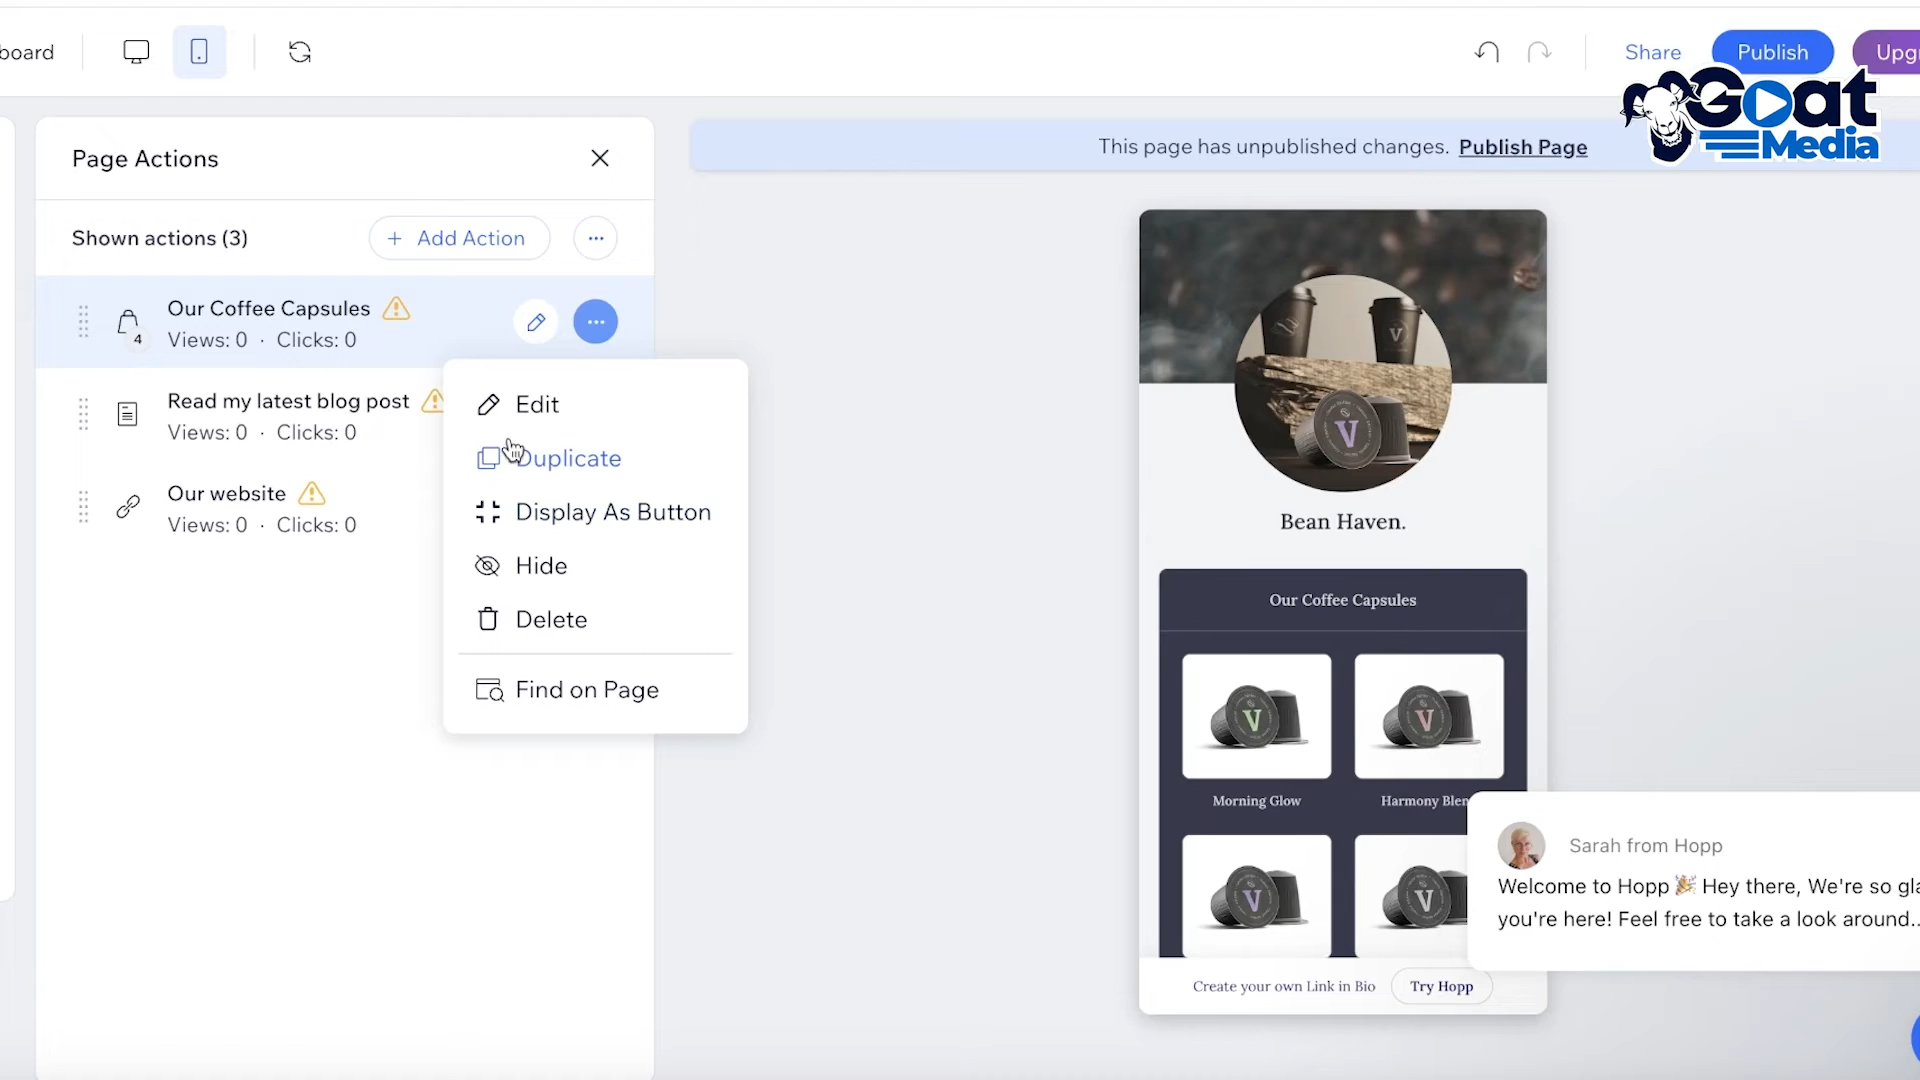 board
Share
Publish
Upgr
Goat
Media
Page Actions
This page has unpublished changes. Publish Page
Shown actions (3)
+ Add Action
Our Coffee Capsules
4
Views: 0 · Clicks: 0
Read my latest blog post
Views: 0 · Clicks: 0
Our website
Views: 0 · Clicks: 0
Edit
Duplicate
Display As Button
Hide
Delete
Find on Page
V
V
Bean Haven.
Our Coffee Capsules
V
V
Morning Glow
Harmony Blen
V
V
Create your own Link in Bio
Try Hopp
Sarah from Hopp
Welcome to Hopp 🎉 Hey there, We're so gla
you're here! Feel free to take a look around..